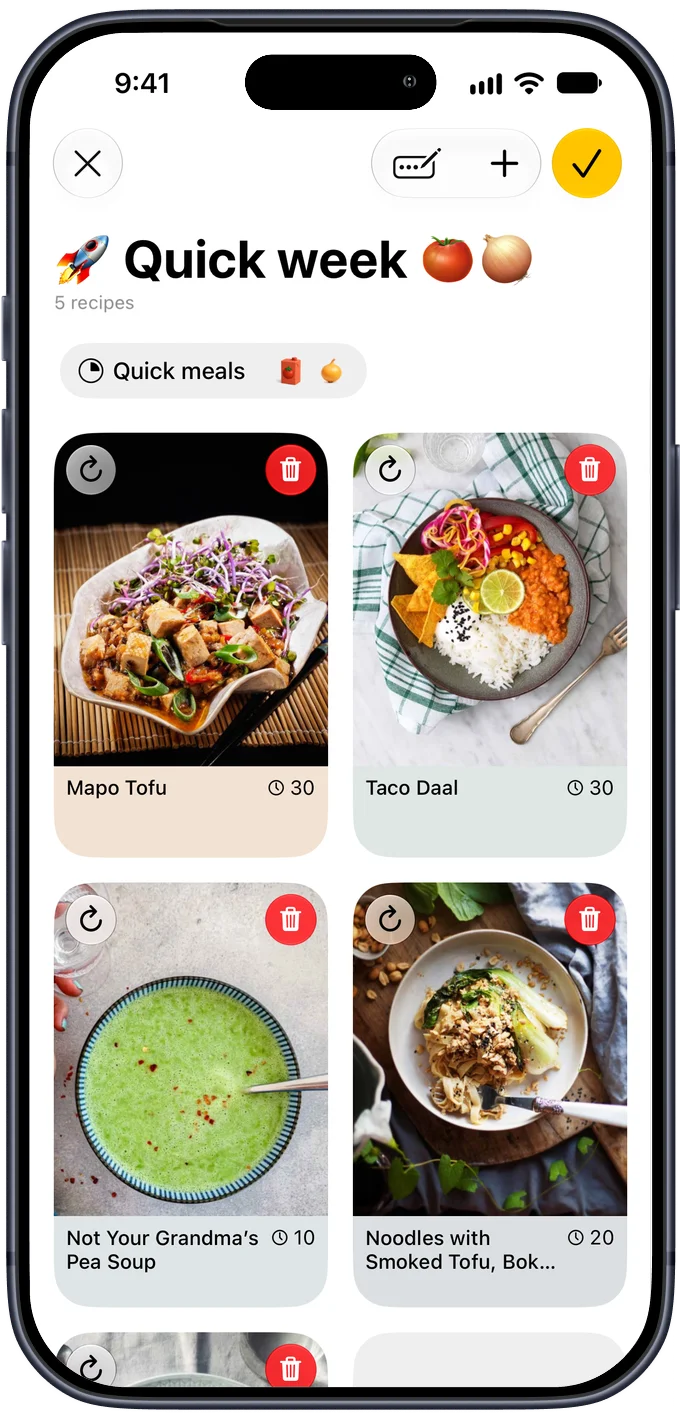 9:41
🚀 Quick week 🍅🧅
5 recipes
Quick meals
Mapo Tofu 30
Taco Daal 30
Not Your Grandma’s 10
Pea Soup
Noodles with 20
Smoked Tofu, Bok...